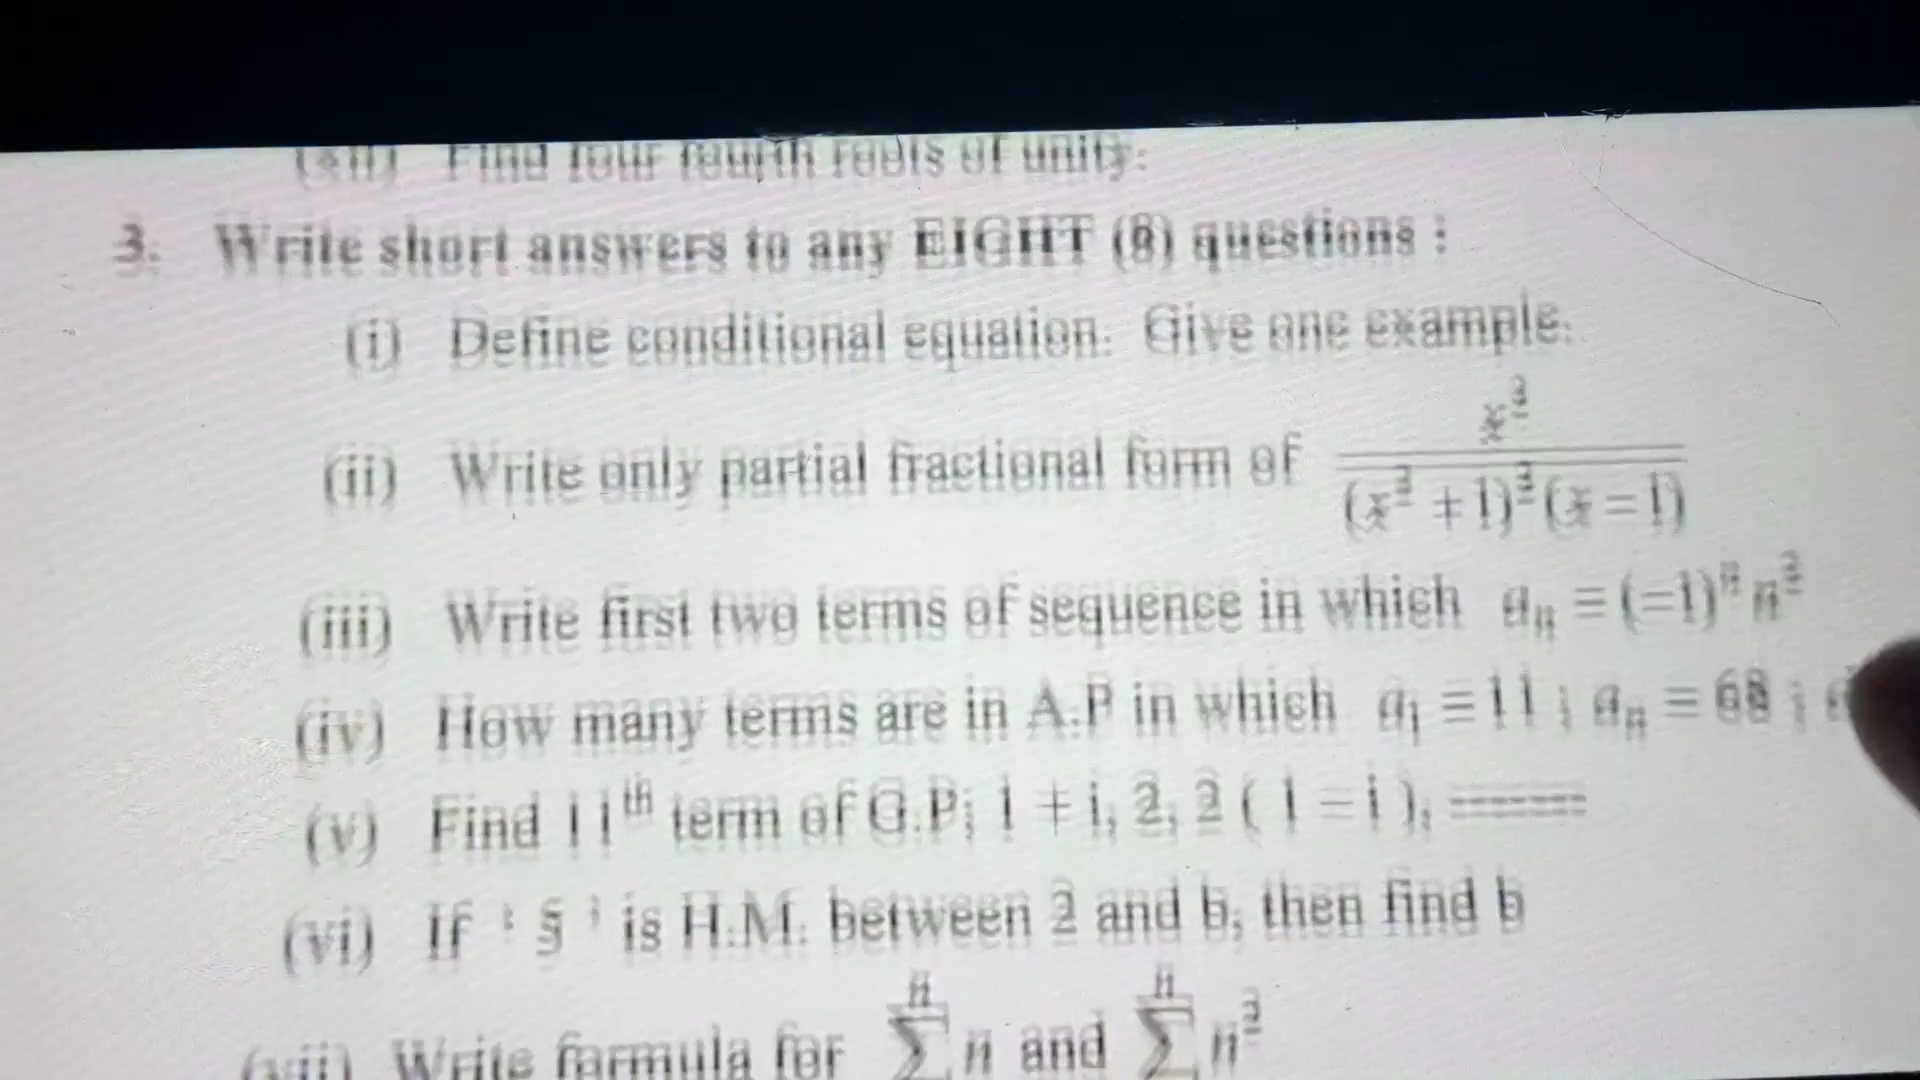 (xii) Find four fourth roots of unity.
3. Write short answers to any EIGHT (8) questions :
(i) Define conditional equation. Give one example.
(ii) Write only partial fractional form of x² / (x² + 1)² (x − 1)
(iii) Write first two terms of sequence in which aₙ = (−1)ⁿ n²
(iv) How many terms are in A.P in which a₁ = 11 ; aₙ = 68 ;
(v) Find 11th term of G.P; 1 + i, 2, 2 ( 1 − i ), -------
(vi) If ' 5 ' is H.M. between 2 and b, then find b
(vii) Write formula for ∑ⁿ n and ∑ⁿ n²